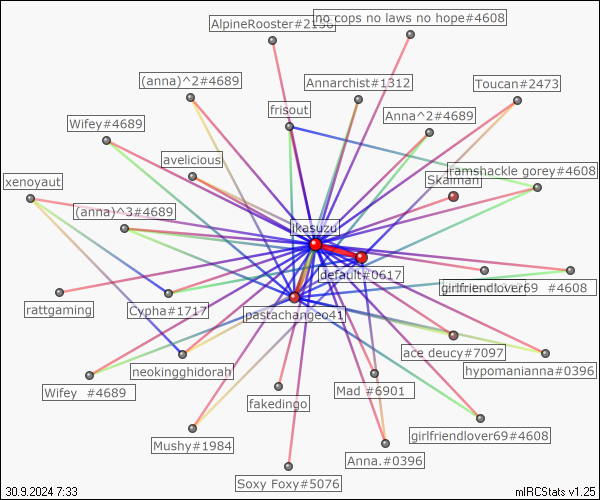 no cops no laws no hope#4608
AlpineRooster#2156
(anna)^2#4689
Annarchist#1312
Toucan#2473
frisout
Anna^2#4689
Wifey#4689
avelicious
ramshackle gorey#4608
xenoyaut
Skaiman
(anna)^3#4689
ikasuzu
default#0617
girlfriendlover69 #4608
rattgaming
Cypha#1717
pastachangeo41
ace deucy#7097
neokingghidorah
hypomanianna#0396
Wifey #4689
fakedingo
Mad #6901
Mushy#1984
girlfriendlover69#4608
Anna.#0396
Soxy Foxy#5076
30.9.2024 7:33
mIRCStats v1.25